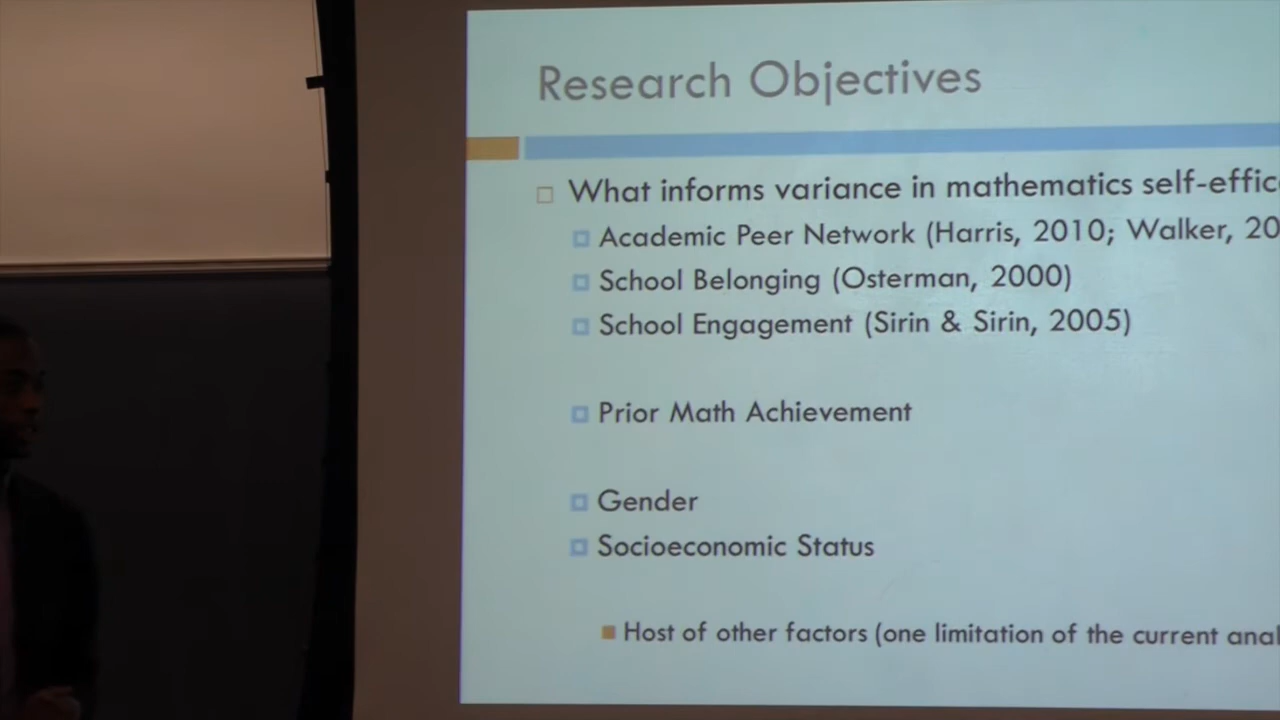 Research Objectives
What informs variance in mathematics self-effic
Academic Peer Network (Harris, 2010; Walker, 20
School Belonging (Osterman, 2000)
School Engagement (Sirin & Sirin, 2005)
Prior Math Achievement
Gender
Socioeconomic Status
Host of other factors (one limitation of the current anal